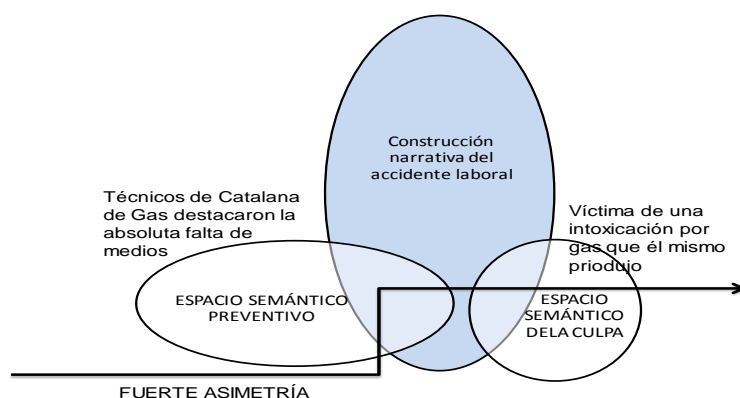 Construcción
narrativa del
accidente laboral
Técnicos de Catalana
de Gas destacaron la
absoluta falta de
medios
Víctima de una
intoxicación por
gas que él mismo
priodujo
ESPACIO SEMÁNTICO
PREVENTIVO
ESPACIO
SEMÁNTICO
DELA CULPA
FUERTE ASIMETRÍA